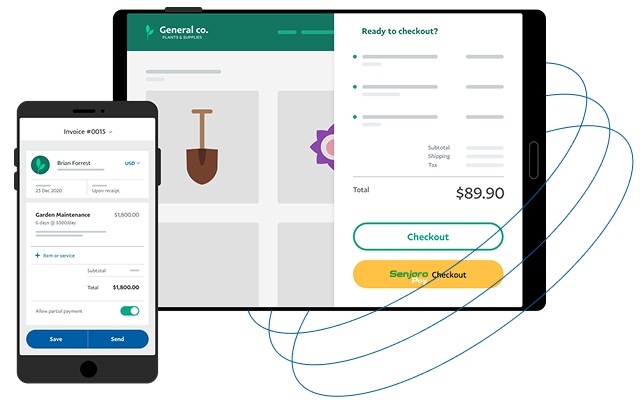 General co.
PLANTS & SUPPLIES
Ready to checkout?
Subtotal
Shipping
Tax
Total
$89.90
Checkout
Senjoro
Pay
Checkout
Invoice #0015
Brian Forrest
USD
23 Dec 2020
Upon receipt
Garden Maintenance $1,800.00
6 days @ $300/day
+ Item or service
Subtotal
Total $1,800.00
Allow partial payment
Save Send